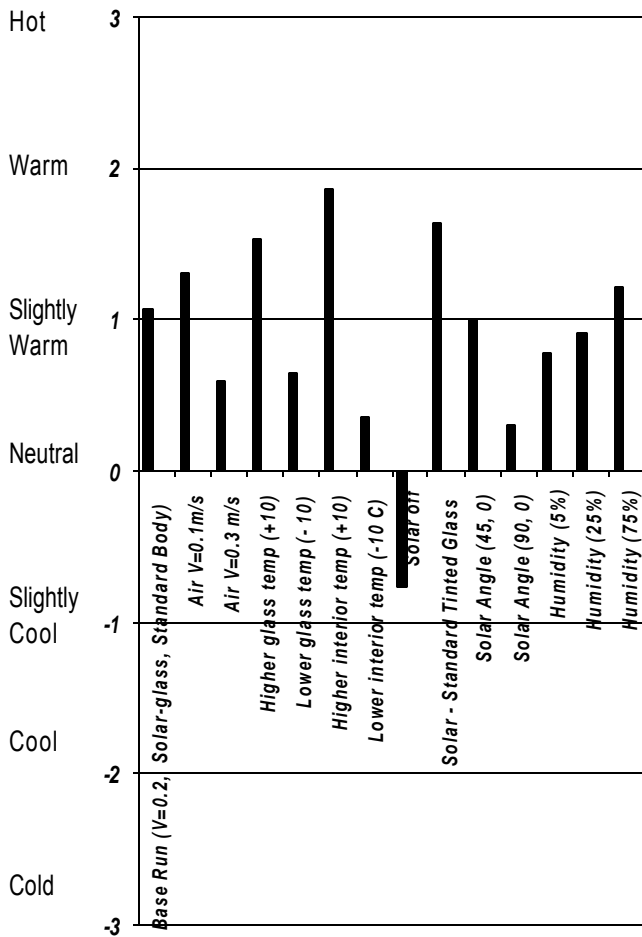 Hot
Warm
Slightly
Warm
Neutral
Slightly
Cool
Cool
Cold
3
2
1
0
-1
-2
-3
Base Run (V=0.2, Solar-glass, Standard Body)
Air V=0.1m/s
Air V=0.3 m/s
Higher glass temp (+10)
Lower glass temp (- 10)
Higher interior temp (+10)
Lower interior temp (-10 C)
Solar off
Solar - Standard Tinted Glass
Solar Angle (45, 0)
Solar Angle (90, 0)
Humidity (5%)
Humidity (25%)
Humidity (75%)